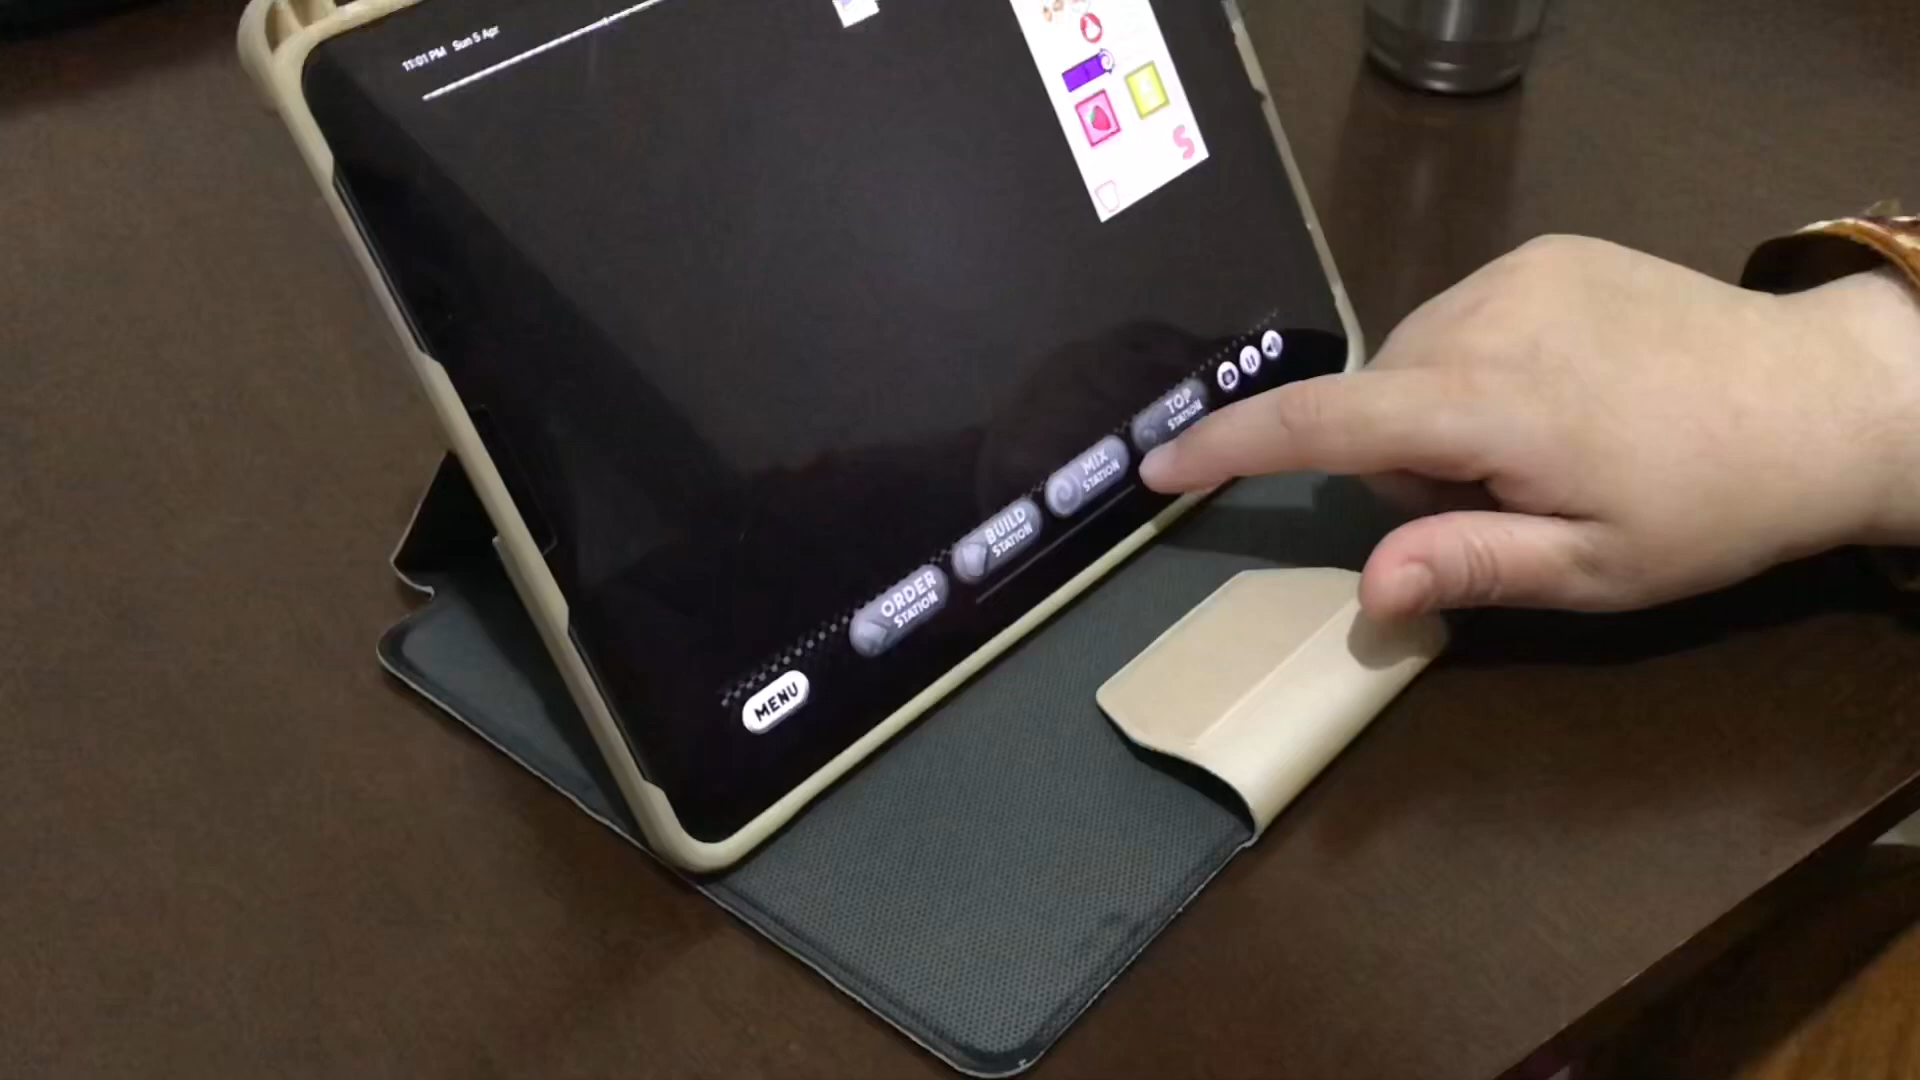 11:01 PM Sun 5 Apr
S
TOP
STATION
MIX
STATION
BUILD
STATION
ORDER
STATION
MENU